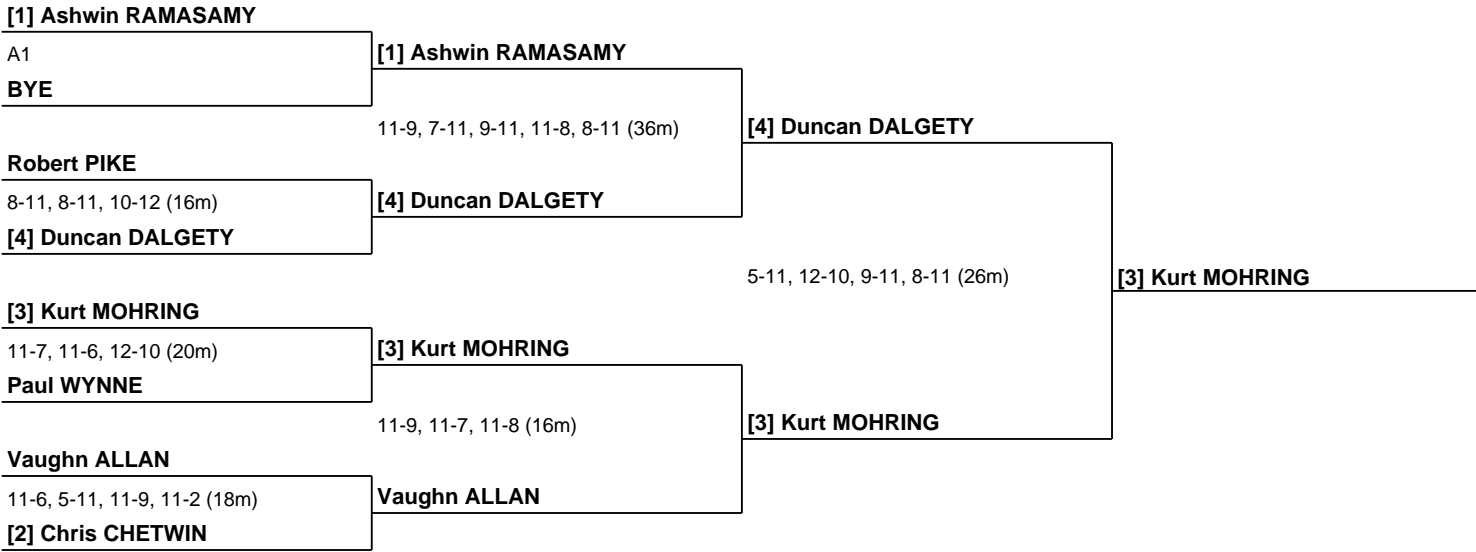 [1] Ashwin RAMASAMY
A1
[1] Ashwin RAMASAMY
BYE
11-9, 7-11, 9-11, 11-8, 8-11 (36m)
[4] Duncan DALGETY
Robert PIKE
8-11, 8-11, 10-12 (16m)
[4] Duncan DALGETY
[4] Duncan DALGETY
5-11, 12-10, 9-11, 8-11 (26m)
[3] Kurt MOHRING
[3] Kurt MOHRING
11-7, 11-6, 12-10 (20m)
[3] Kurt MOHRING
Paul WYNNE
11-9, 11-7, 11-8 (16m)
[3] Kurt MOHRING
Vaughn ALLAN
11-6, 5-11, 11-9, 11-2 (18m)
Vaughn ALLAN
[2] Chris CHETWIN